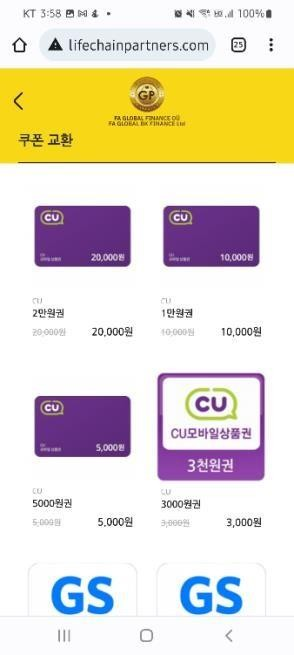 KT 3:58
100%
lifechainpartners.com
25
GP
FA GLOBAL FINANCE OÜ
FA GLOBAL BK FINANCE Ltd
쿠폰 교환
CU
20,000원
CU
10,000원
CU
2만원권
20,000원 20,000원
CU
1만원권
10,000원 10,000원
CU
5,000원
CU
CU모바일상품권
3천원권
CU
5000원권
5,000원 5,000원
CU
3000원권
3,000원 3,000원
GS
GS